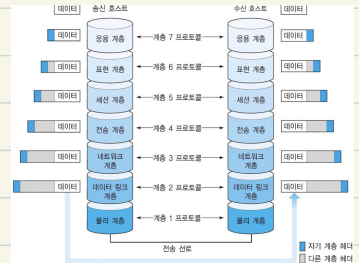 데이터 송신 호스트 수신 호스트 데이터
데이터 응용 계층 계층 7 프로토콜 응용 계층 데이터
데이터 표현 계층 계층 6 프로토콜 표현 계층 데이터
데이터 세션 계층 계층 5 프로토콜 세션 계층 데이터
데이터 전송 계층 계층 4 프로토콜 전송 계층 데이터
데이터 네트워크 계층 계층 3 프로토콜 네트워크 계층 데이터
데이터 데이터 링크 계층 계층 2 프로토콜 데이터 링크 계층 데이터
물리 계층 계층 1 프로토콜 물리 계층
전송 선로
자기 계층 헤더
다른 계층 헤더